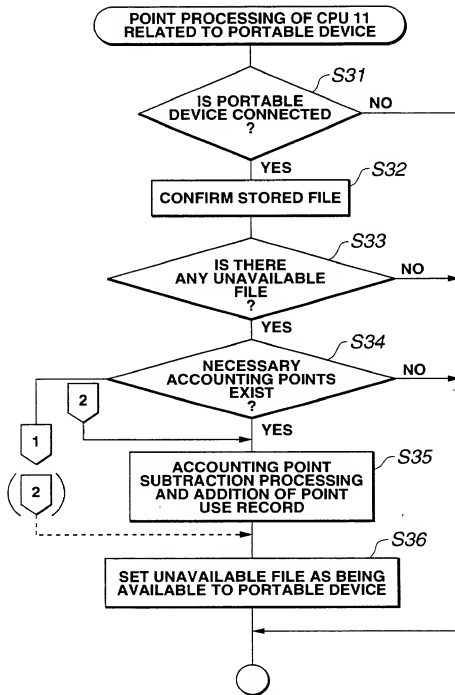 POINT PROCESSING OF CPU 11
RELATED TO PORTABLE DEVICE
S31
IS PORTABLE
DEVICE CONNECTED
?
NO
YES
S32
CONFIRM STORED FILE
S33
IS THERE
ANY UNAVAILABLE
FILE
?
NO
YES
S34
NECESSARY
ACCOUNTING POINTS
EXIST
?
NO
2
YES
1
S35
ACCOUNTING POINT
SUBTRACTION PROCESSING
AND ADDITION OF POINT
USE RECORD
(2)
S36
SET UNAVAILABLE FILE AS BEING
AVAILABLE TO PORTABLE DEVICE